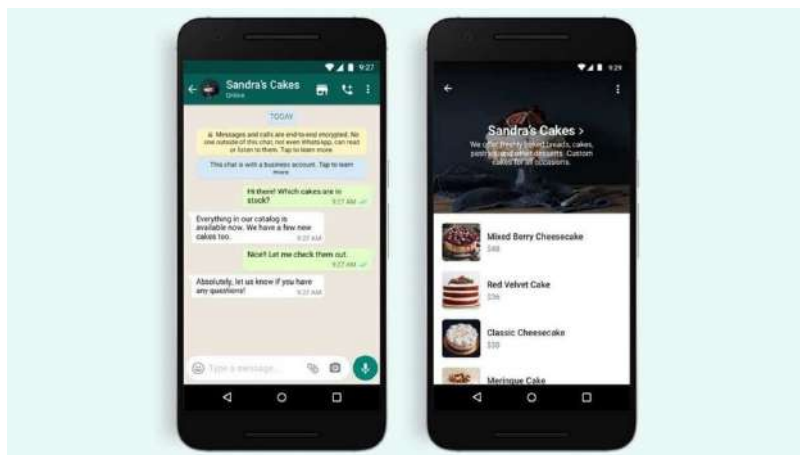 9:27
Sandra's Cakes
Online
TODAY
Messages and calls are end-to-end encrypted. No
one outside of this chat, not even WhatsApp, can read
or listen to them. Tap to learn more.
This chat is with a business account. Tap to learn
more.
Hi there! Which cakes are in
stock?
9:27 AM
Everything in our catalog is
available now. We have a few new
cakes too.
9:27 AM
Nice!! Let me check them out.
9:27 AM
Absolutely, let us know if you have
any questions!
9:27 AM
Type a message...
9:29
Sandra's Cakes >
We offer freshly baked breads, cakes,
pastries and other desserts. Custom
cakes for all occasions.
Mixed Berry Cheesecake
Red Velvet Cake
$36
Classic Cheesecake
Meringue Cake